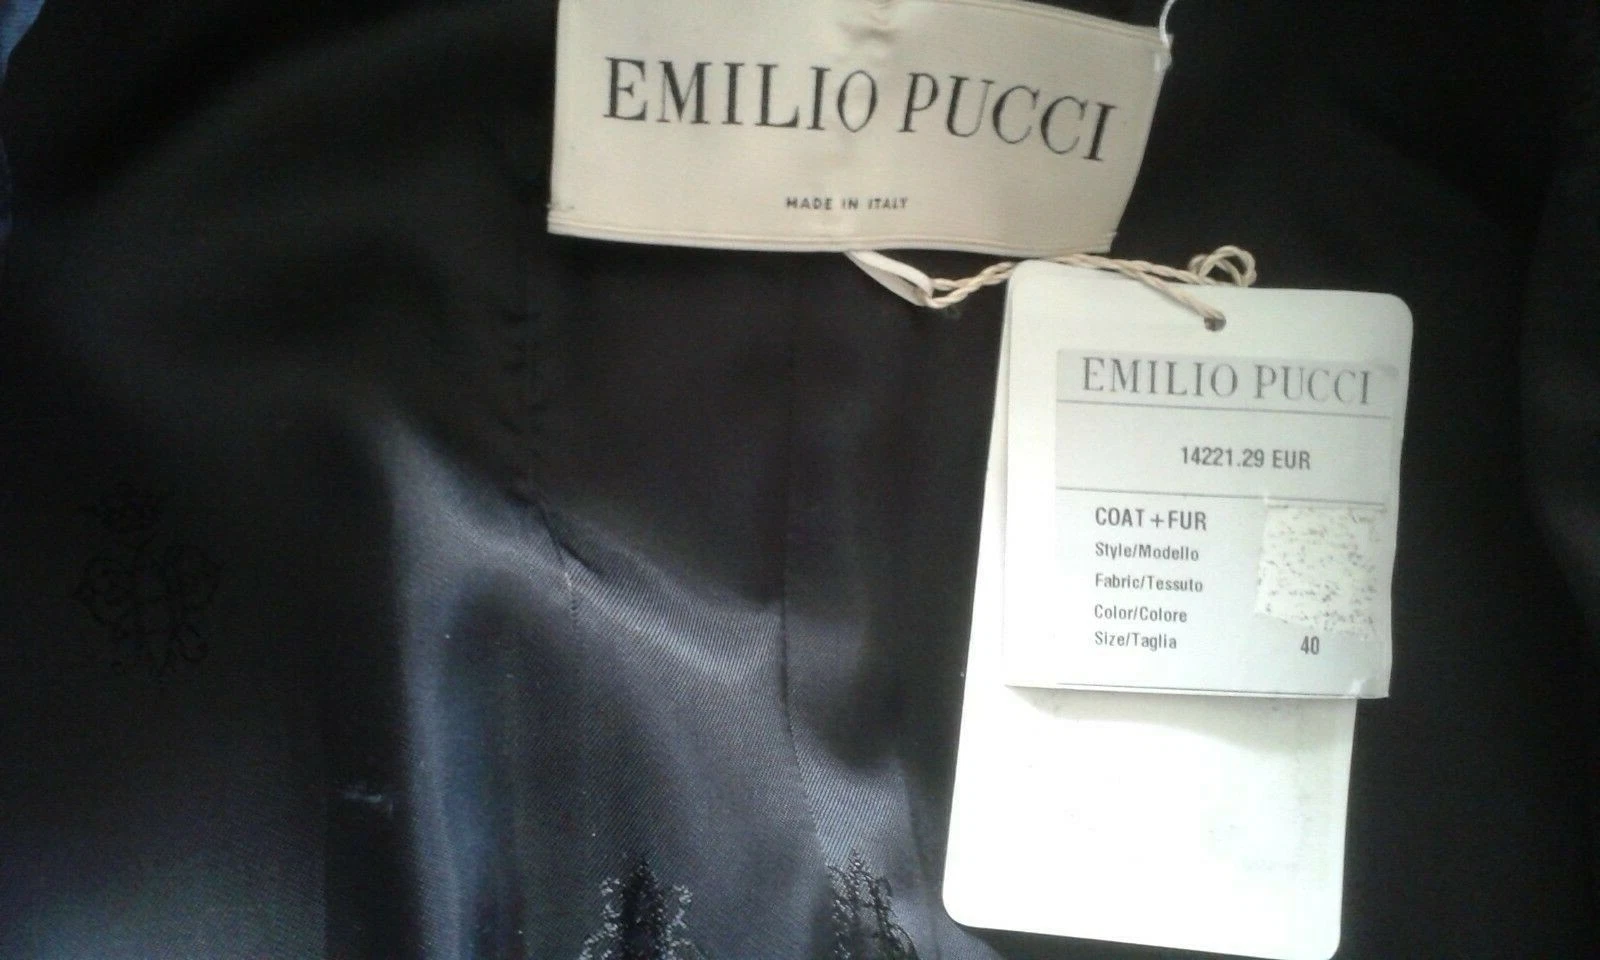 EMILIO PUCCI
MADE IN ITALY
EMILIO PUCCI
14221.29 EUR
COAT+FUR
Style/Modello
Fabric/Tessuto
Color/Colore
Size/Taglia 40